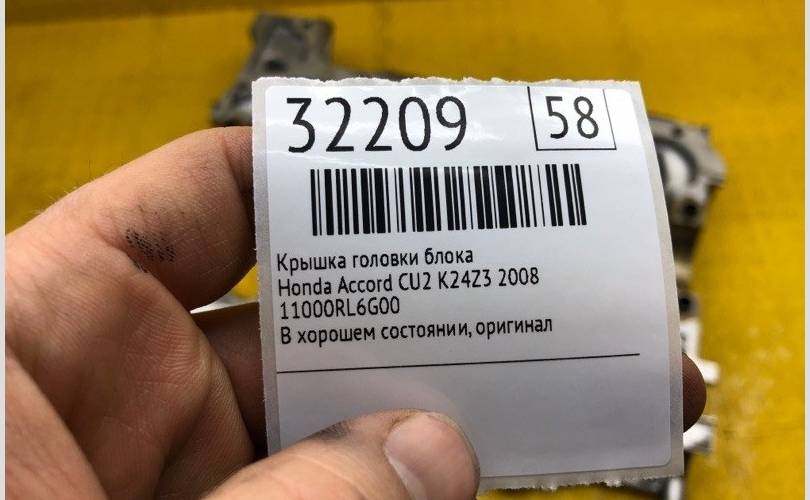 32209 58
Крышка головки блока
Honda Accord CU2 K24Z3 2008
11000RL6G00
В хорошем состоянии, оригинал